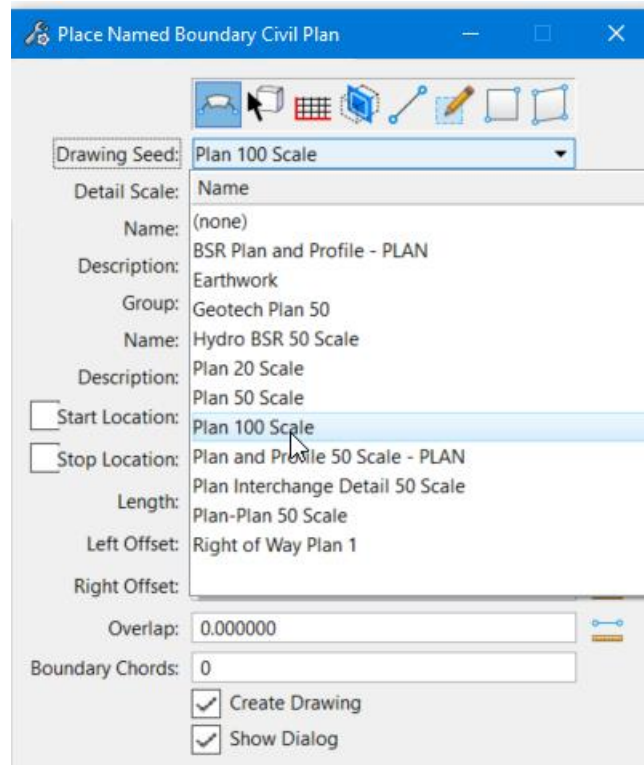 Place Named Boundary Civil Plan
Drawing Seed: Plan 100 Scale
Detail Scale: Name
Name: (none)
BSR Plan and Profile - PLAN
Description:
Earthwork
Group: Geotech Plan 50
Name: Hydro BSR 50 Scale
Plan 20 Scale
Description:
Plan 50 Scale
Start Location:
Plan 100 Scale
Stop Location: Plan and Profile 50 Scale - PLAN
Plan Interchange Detail 50 Scale
Length:
Plan-Plan 50 Scale
Left Offset: Right of Way Plan 1
Right Offset:
Overlap: 0.000000
Boundary Chords: 0
Create Drawing
Show Dialog